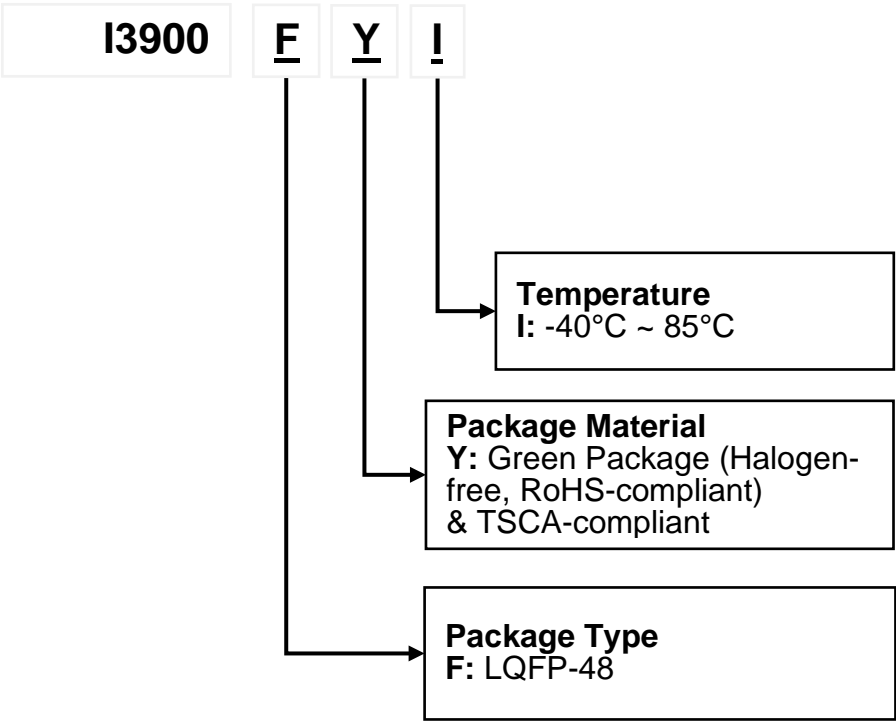 I3900 F Y I
Temperature
I: -40°C ~ 85°C
Package Material
Y: Green Package (Halogen-
free, RoHS-compliant)
& TSCA-compliant
Package Type
F: LQFP-48